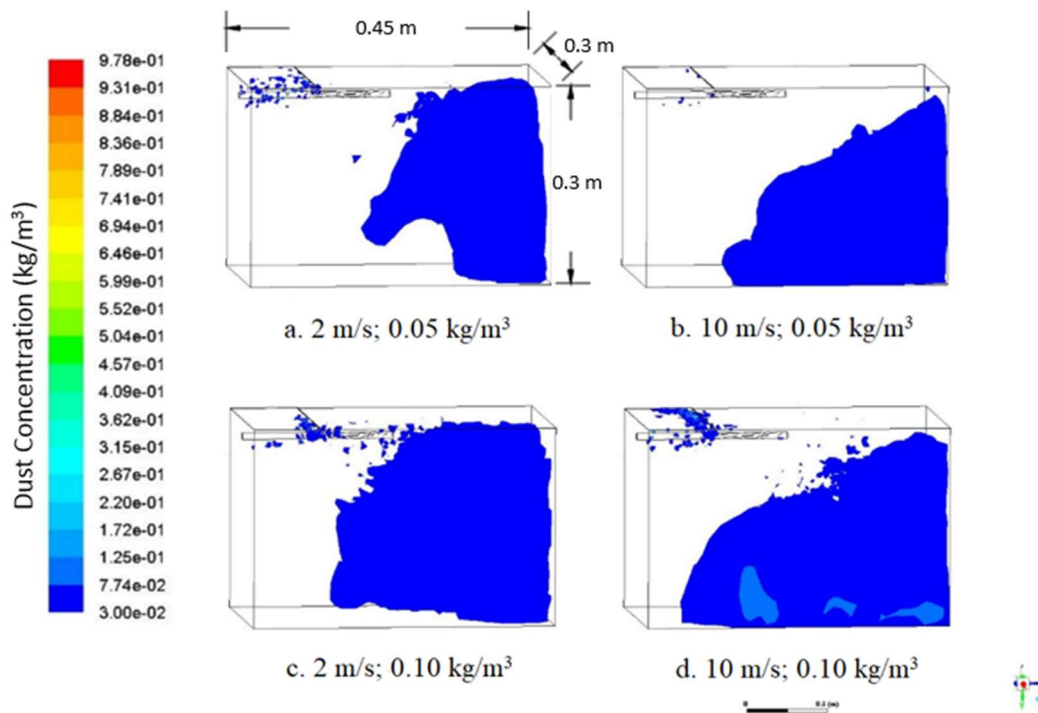 Dust Concentration (kg/m³)
9.78e-01
9.31e-01
8.84e-01
8.36e-01
7.89e-01
7.41e-01
6.94e-01
6.46e-01
5.99e-01
5.52e-01
5.04e-01
4.57e-01
4.09e-01
3.62e-01
3.15e-01
2.67e-01
2.20e-01
1.72e-01
1.25e-01
7.74e-02
3.00e-02
0.45 m
0.3 m
0.3 m
a. 2 m/s; 0.05 kg/m³
b. 10 m/s; 0.05 kg/m³
c. 2 m/s; 0.10 kg/m³
d. 10 m/s; 0.10 kg/m³